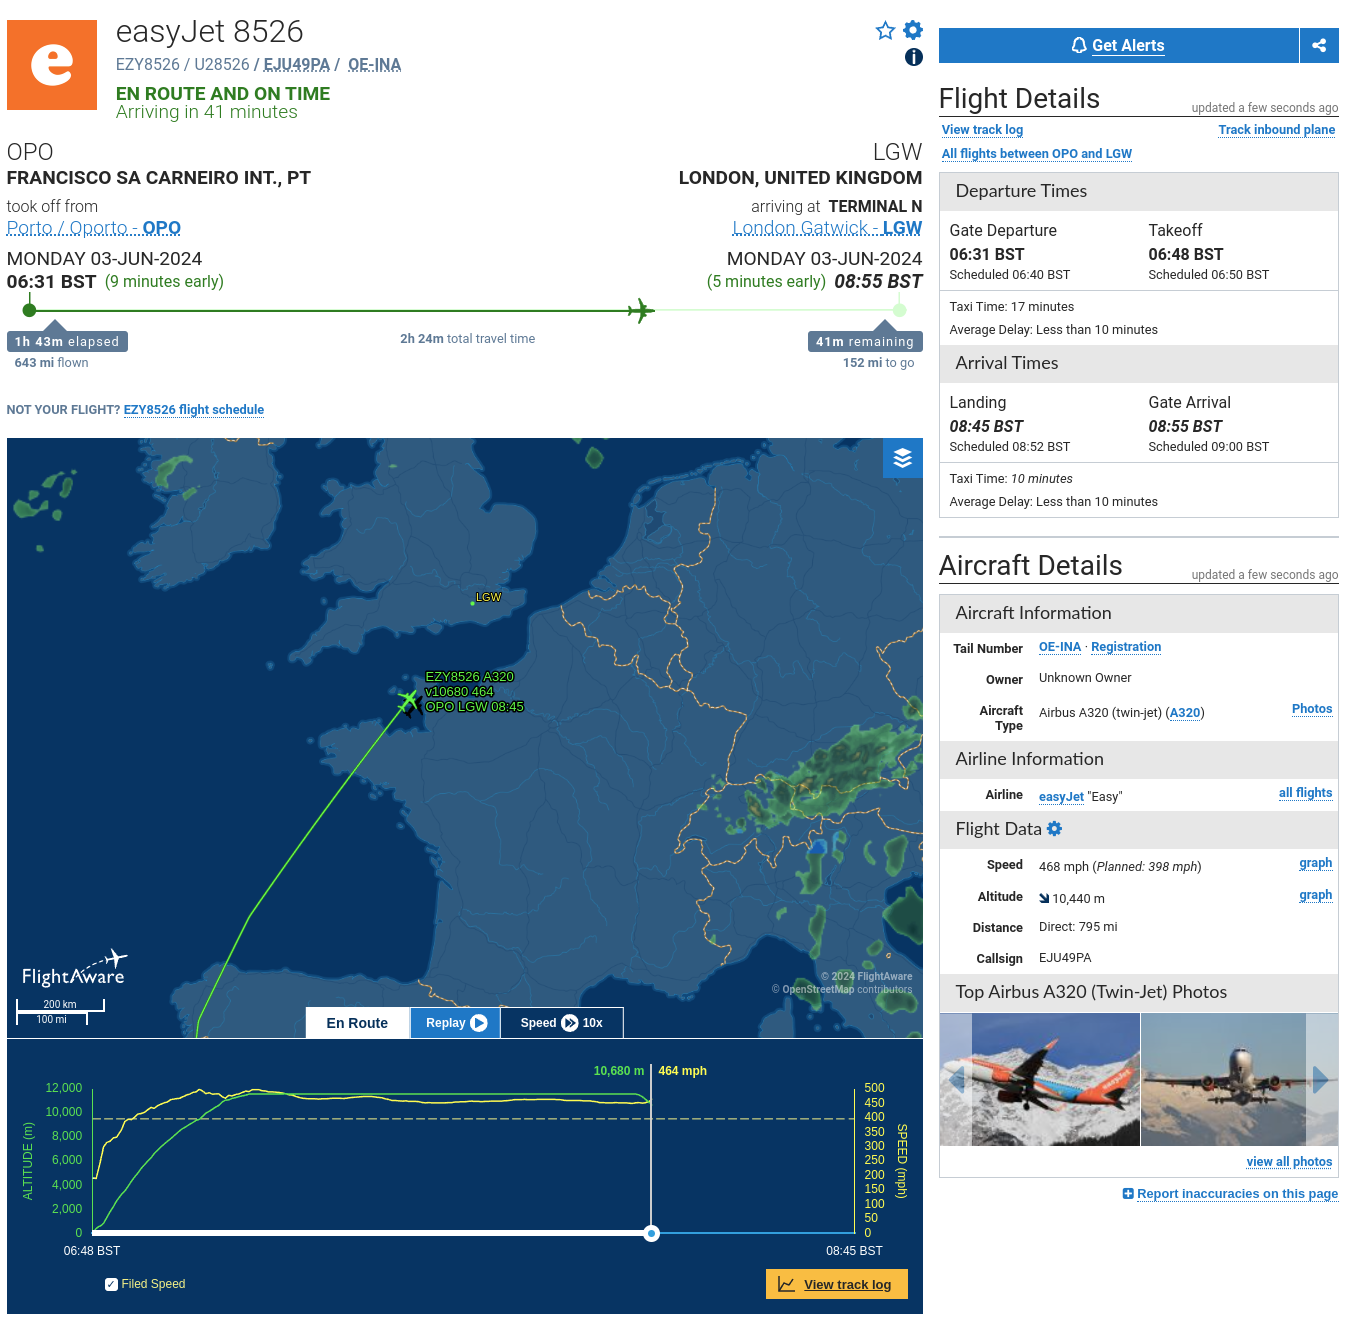 e
easyJet 8526
EZY8526 / U28526 / EJU49PA / OE-INA
EN ROUTE AND ON TIME
Arriving in 41 minutes
OPO
FRANCISCO SA CARNEIRO INT., PT
took off from
Porto / Oporto - OPO
MONDAY 03-JUN-2024
06:31 BST (9 minutes early)
LGW
LONDON, UNITED KINGDOM
arriving at TERMINAL N
London Gatwick - LGW
MONDAY 03-JUN-2024
(5 minutes early) 08:55 BST
1h 43m elapsed
643 mi flown
2h 24m total travel time
41m remaining
152 mi to go
NOT YOUR FLIGHT? EZY8526 flight schedule
LGW
EZY8526 A320
v10680 464
OPO LGW 08:45
FlightAware
200 km
100 mi
© 2024 FlightAware
© OpenStreetMap contributors
En Route
Replay
Speed 10x
10,680 m 464 mph
ALTITUDE (m)
12,000
10,000
8,000
6,000
4,000
2,000
0
500
450
400
350
300
250
200
150
100
50
0
SPEED (mph)
06:48 BST
08:45 BST
Filed Speed
View track log
Get Alerts
Flight Details
updated a few seconds ago
View track log
Track inbound plane
All flights between OPO and LGW
Departure Times
Gate Departure
06:31 BST
Scheduled 06:40 BST
Takeoff
06:48 BST
Scheduled 06:50 BST
Taxi Time: 17 minutes
Average Delay: Less than 10 minutes
Arrival Times
Landing
08:45 BST
Scheduled 08:52 BST
Gate Arrival
08:55 BST
Scheduled 09:00 BST
Taxi Time: 10 minutes
Average Delay: Less than 10 minutes
Aircraft Details
updated a few seconds ago
Aircraft Information
Tail Number OE-INA · Registration
Owner Unknown Owner
Aircraft Type Airbus A320 (twin-jet) (A320) Photos
Airline Information
Airline easyJet "Easy" all flights
Flight Data
Speed 468 mph (Planned: 398 mph) graph
Altitude 10,440 m graph
Distance Direct: 795 mi
Callsign EJU49PA
Top Airbus A320 (Twin-Jet) Photos
easyJet
view all photos
Report inaccuracies on this page